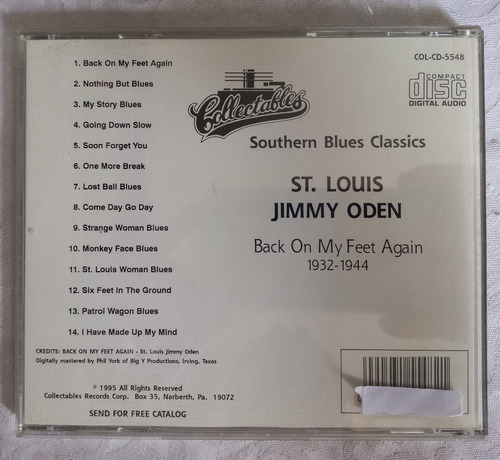 1. Back On My Feet Again
2. Nothing But Blues
3. My Story Blues
4. Going Down Slow
5. Soon Forget You
6. One More Break
7. Lost Ball Blues
8. Come Day Go Day
9. Strange Woman Blues
10. Monkey Face Blues
11. St. Louis Woman Blues
12. Six Feet In The Ground
13. Patrol Wagon Blues
14. I Have Made Up My Mind
CREDITS: BACK ON MY FEET AGAIN - St. Louis Jimmy Oden
Digitally mastered by Phil York of Big Y Productions, Irving, Texas
© 1995 All Rights Reserved
Collectables Records Corp. Box 35, Narberth, Pa. 19072
SEND FOR FREE CATALOG
Collectables
COL-CD-5548
COMPACT
disc
DIGITAL AUDIO
Southern Blues Classics
ST. LOUIS
JIMMY ODEN
Back On My Feet Again
1932-1944